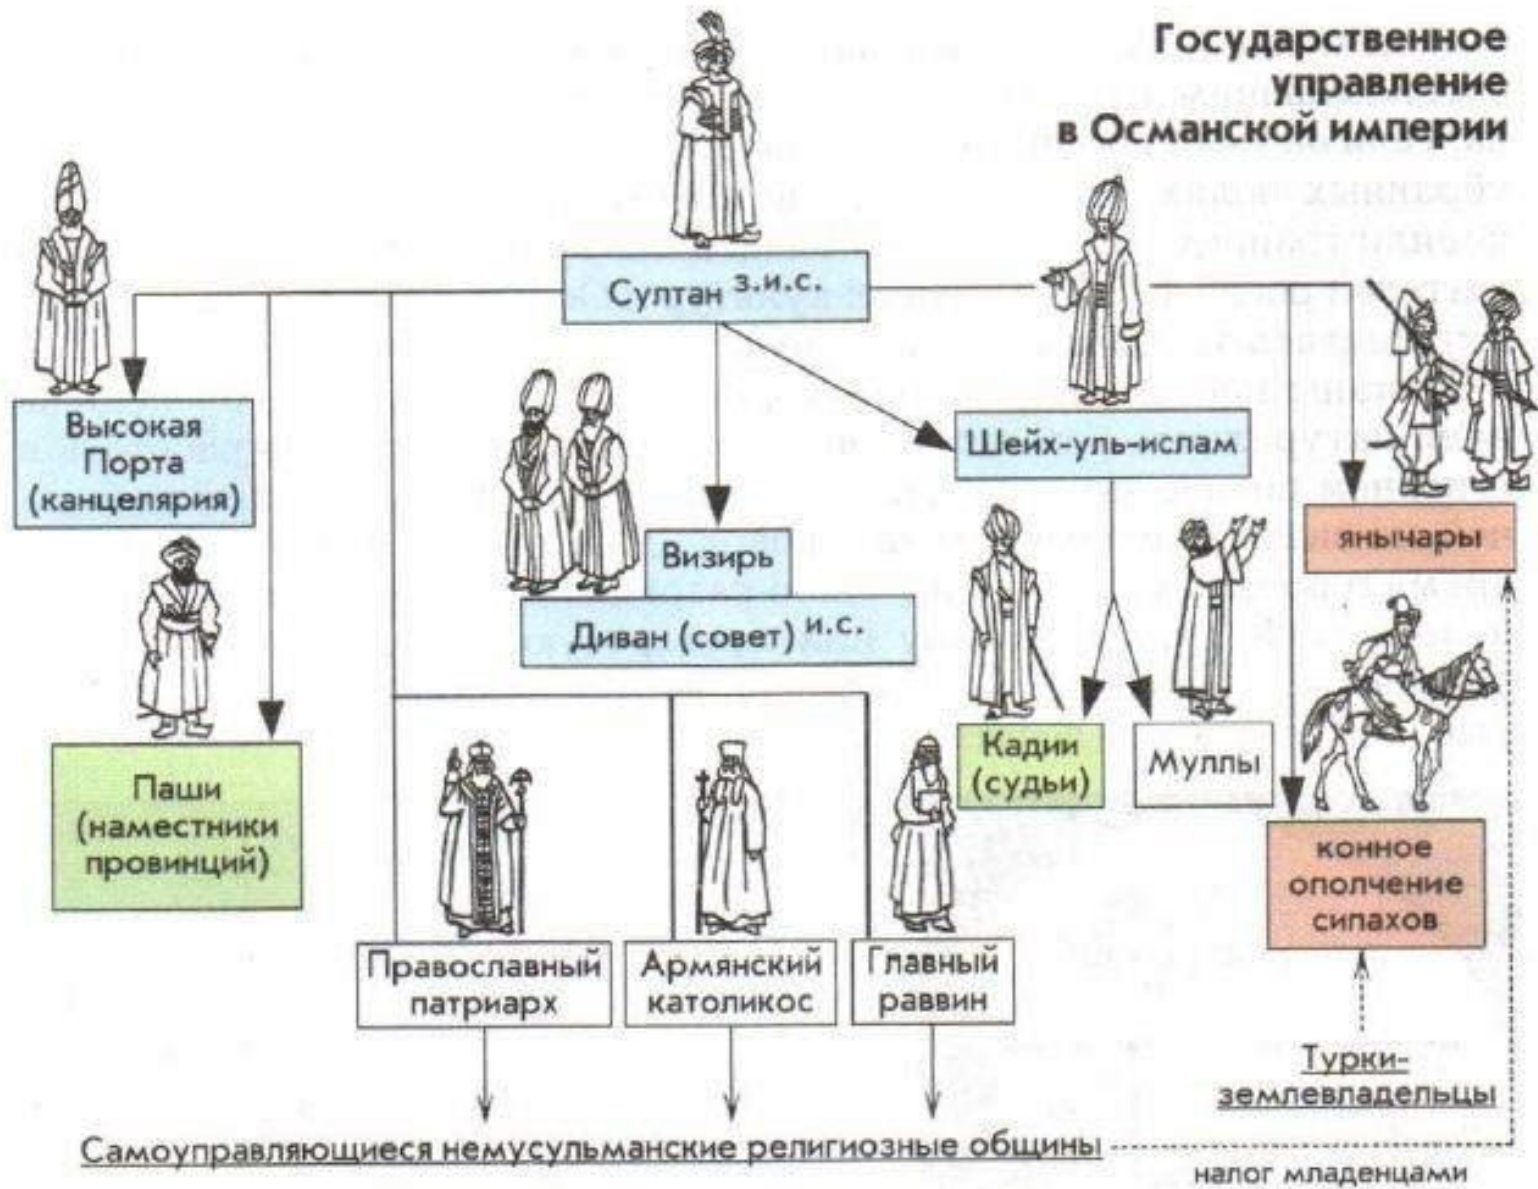 Государственное
управление
в Османской империи
Султан з.и.с.
Высокая
Порта
(канцелярия)
Шейх-уль-ислам
янычары
Визирь
Диван (совет) и.с.
Паши
(наместники
провинций)
Кадии
(судьи)
Муллы
конное
ополчение
сипахов
Православный
патриарх
Армянский
католикос
Главный
раввин
Турки-
землевладельцы
Самоуправляющиеся немусульманские религиозные общины
налог младенцами